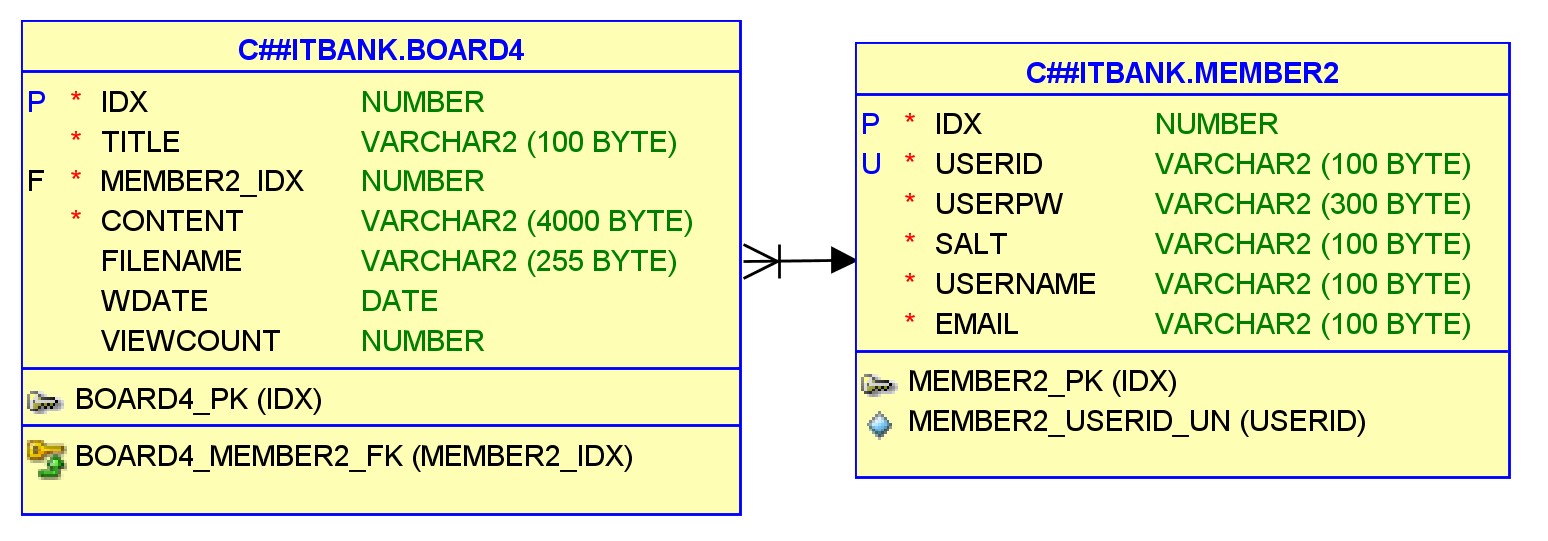 C##ITBANK.BOARD4
P * IDX NUMBER
* TITLE VARCHAR2 (100 BYTE)
F * MEMBER2_IDX NUMBER
* CONTENT VARCHAR2 (4000 BYTE)
FILENAME VARCHAR2 (255 BYTE)
WDATE DATE
VIEWCOUNT NUMBER
BOARD4_PK (IDX)
BOARD4_MEMBER2_FK (MEMBER2_IDX)
C##ITBANK.MEMBER2
P * IDX NUMBER
U * USERID VARCHAR2 (100 BYTE)
* USERPW VARCHAR2 (300 BYTE)
* SALT VARCHAR2 (100 BYTE)
* USERNAME VARCHAR2 (100 BYTE)
* EMAIL VARCHAR2 (100 BYTE)
MEMBER2_PK (IDX)
MEMBER2_USERID_UN (USERID)